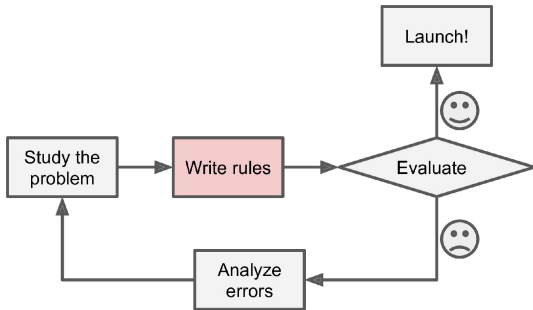 Launch!
Study the
problem
Write rules
Evaluate
Analyze
errors